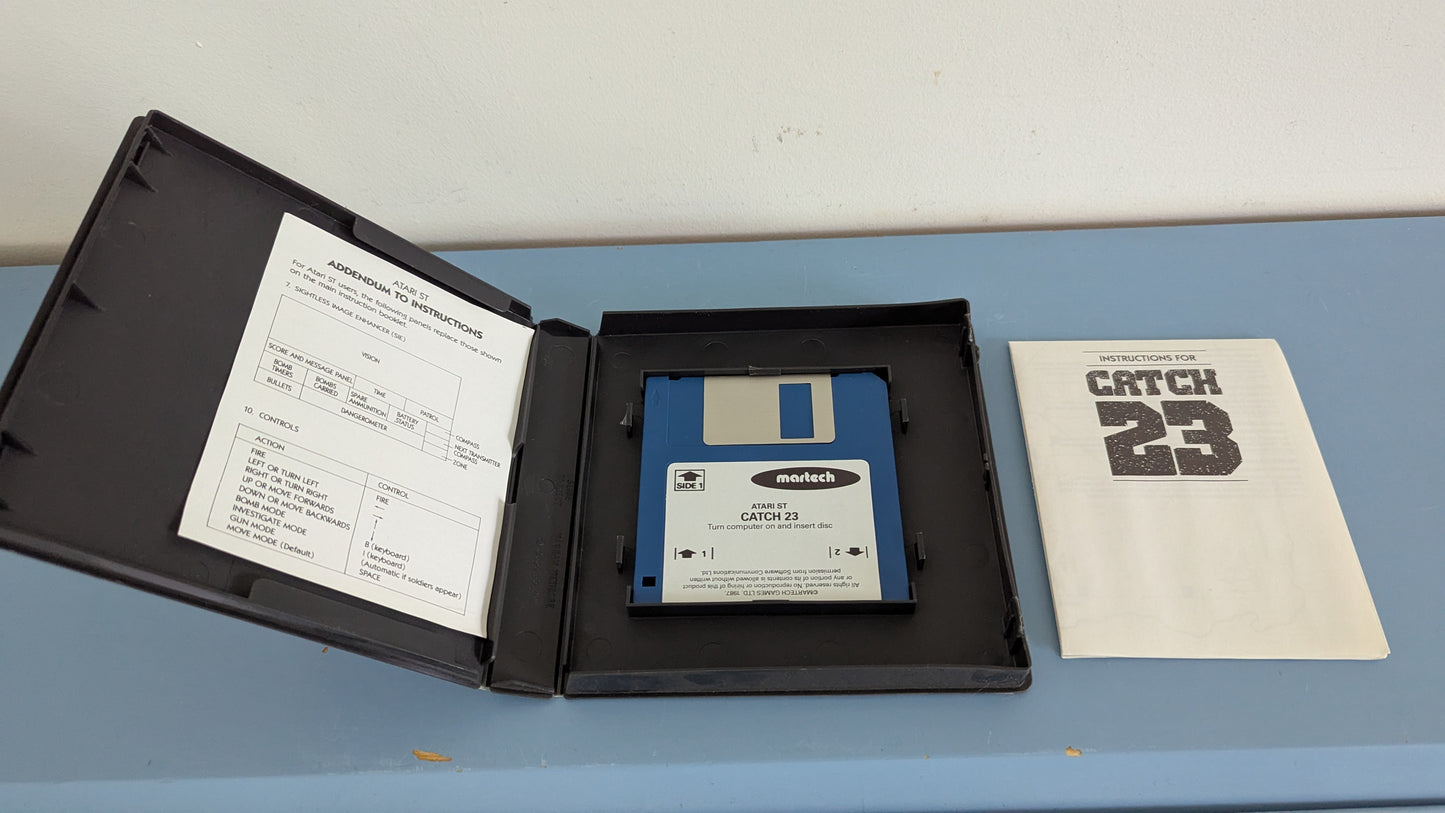 ATARI ST
ADDENDUM TO INSTRUCTIONS
For Atari ST users, the following panels replace those shown
on the main instruction booklet.
7. SIGHTLESS IMAGE ENHANCER (SIE)
VISION
SCORE AND MESSAGE PANEL
TIME
PATROL
BOMB TIMERS
BOMBS CARRIED
SPARE AMMUNITION
BATTERY STATUS
COMPASS
BULLETS
DANGEROMETER
NEXT TRANSMITTER
COMPASS
ZONE
10. CONTROLS
ACTION
CONTROL
FIRE
FIRE
LEFT OR TURN LEFT
←
RIGHT OR TURN RIGHT
→
UP OR MOVE FORWARDS
↑
DOWN OR MOVE BACKWARDS
↓
BOMB MODE
B (keyboard)
INVESTIGATE MODE
I (keyboard)
GUN MODE
(Automatic if soldiers appear)
MOVE MODE (Default)
SPACE
SIDE 1
martech
ATARI ST
CATCH 23
Turn computer on and insert disc
1
2
©MARTECH GAMES LTD. 1987.
All rights reserved. No reproduction or hiring of this product
or any portion of its contents is allowed without written
permission from Software Communications Ltd.
INSTRUCTIONS FOR
CATCH
23